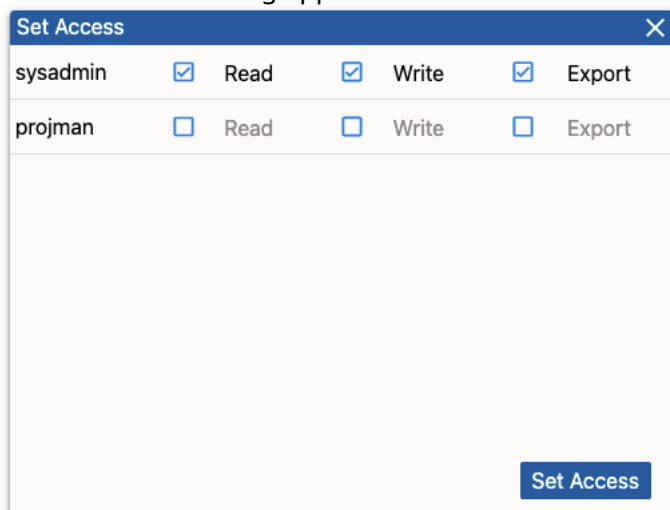 Set Access
sysadmin Read Write Export
projman Read Write Export
Set Access